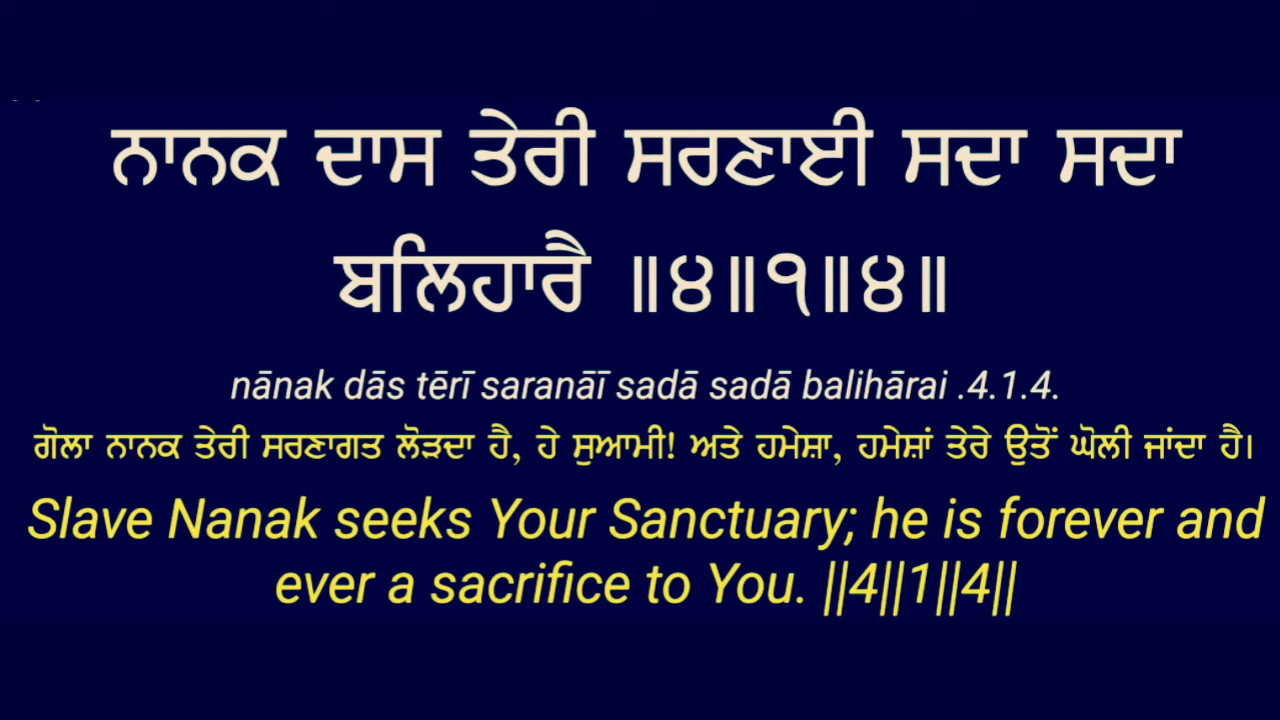 ਨਾਨਕ ਦਾਸ ਤੇਰੀ ਸਰਣਾਈ ਸਦਾ ਸਦਾ
ਬਲਿਹਾਰੈ ॥੪॥੧॥੪॥
nānak dās tērī saranāī sadā sadā balihārai .4.1.4.
ਗੋਲਾ ਨਾਨਕ ਤੇਰੀ ਸਰਣਾਗਤ ਲੋੜਦਾ ਹੈ, ਹੇ ਸੁਆਮੀ! ਅਤੇ ਹਮੇਸ਼ਾ, ਹਮੇਸ਼ਾਂ ਤੇਰੇ ਉਤੋਂ ਘੋਲੀ ਜਾਂਦਾ ਹੈ।
Slave Nanak seeks Your Sanctuary; he is forever and
ever a sacrifice to You. ||4||1||4||